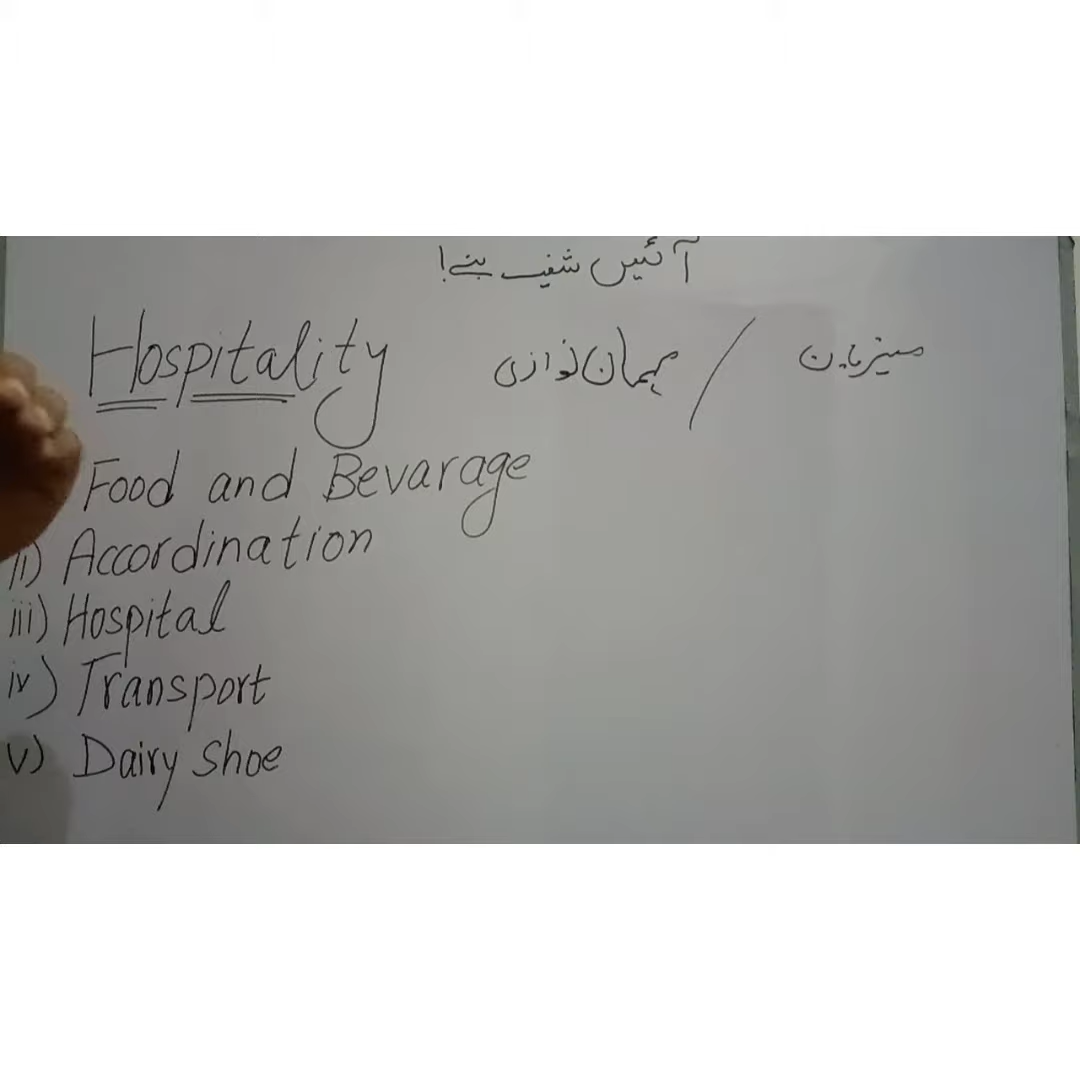 آئیں شیف بنے!
Hospitality مہمان نوازی / میزبان
Food and Bevarage
ii) Accordination
iii) Hospital
iv) Transport
v) Dairy Shoe